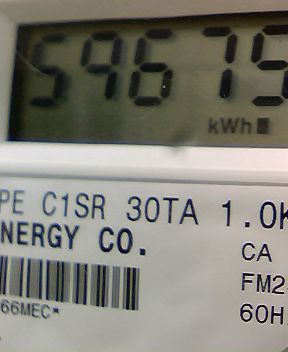 59675
kWh
PE C1SR 30TA 1.0K
NERGY CO.
CA
FM2
66MEC*
60H